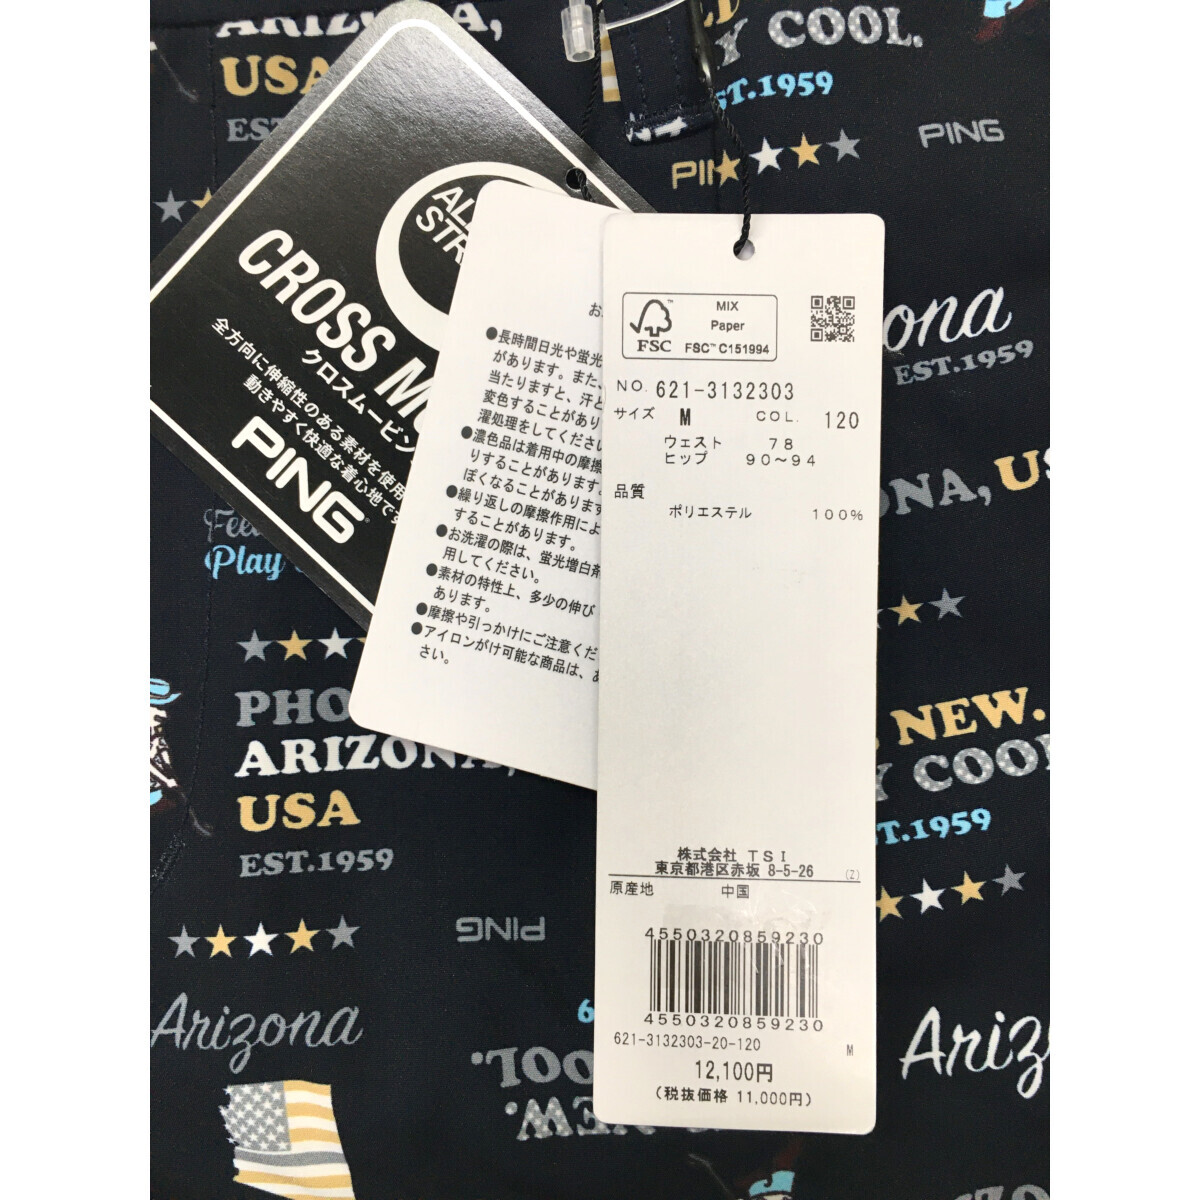 ARIZONA,
USA
EST
COOL.
ST.1959
PING
PIN
ALL
STR
CROSS MO
クロスムービン
全方向に伸縮性のある素材を使用
動きやすく快適な着心地です
PING
Feel
Play
お
●長時間日光や蛍光
があります。また、
当たりますと、汗と
変色することがあり
濯処理をしてください
●濃色品は着用中の摩擦
りすることがあります。
ぽくなることがあります
●繰り返しの摩擦作用によ
することがあります。
●お洗濯の際は、蛍光増白剤
用してください。
●素材の特性上、多少の伸び
あります。
●摩擦や引っかけにご注意くだ
●アイロンがけ可能な商品は、あ
さい。
FSC
MIX
Paper
FSC™ C151994
NO. 621-3132303
サイズ M COL. 120
ウェスト 78
ヒップ 90～94
品質
ポリエステル 100%
株式会社 TSI
東京都港区赤坂 8-5-26 (Z)
原産地 中国
4550320859230
4550320859230
621-3132303-20-120 M
12,100円
(税抜価格 11,000円)
ona
EST.1959
ONA, US
NEW.
Y COOL
ST.1959
PHO
ARIZONA,
USA
EST.1959
PING
Arizona
Ariz
OOL.
EW.